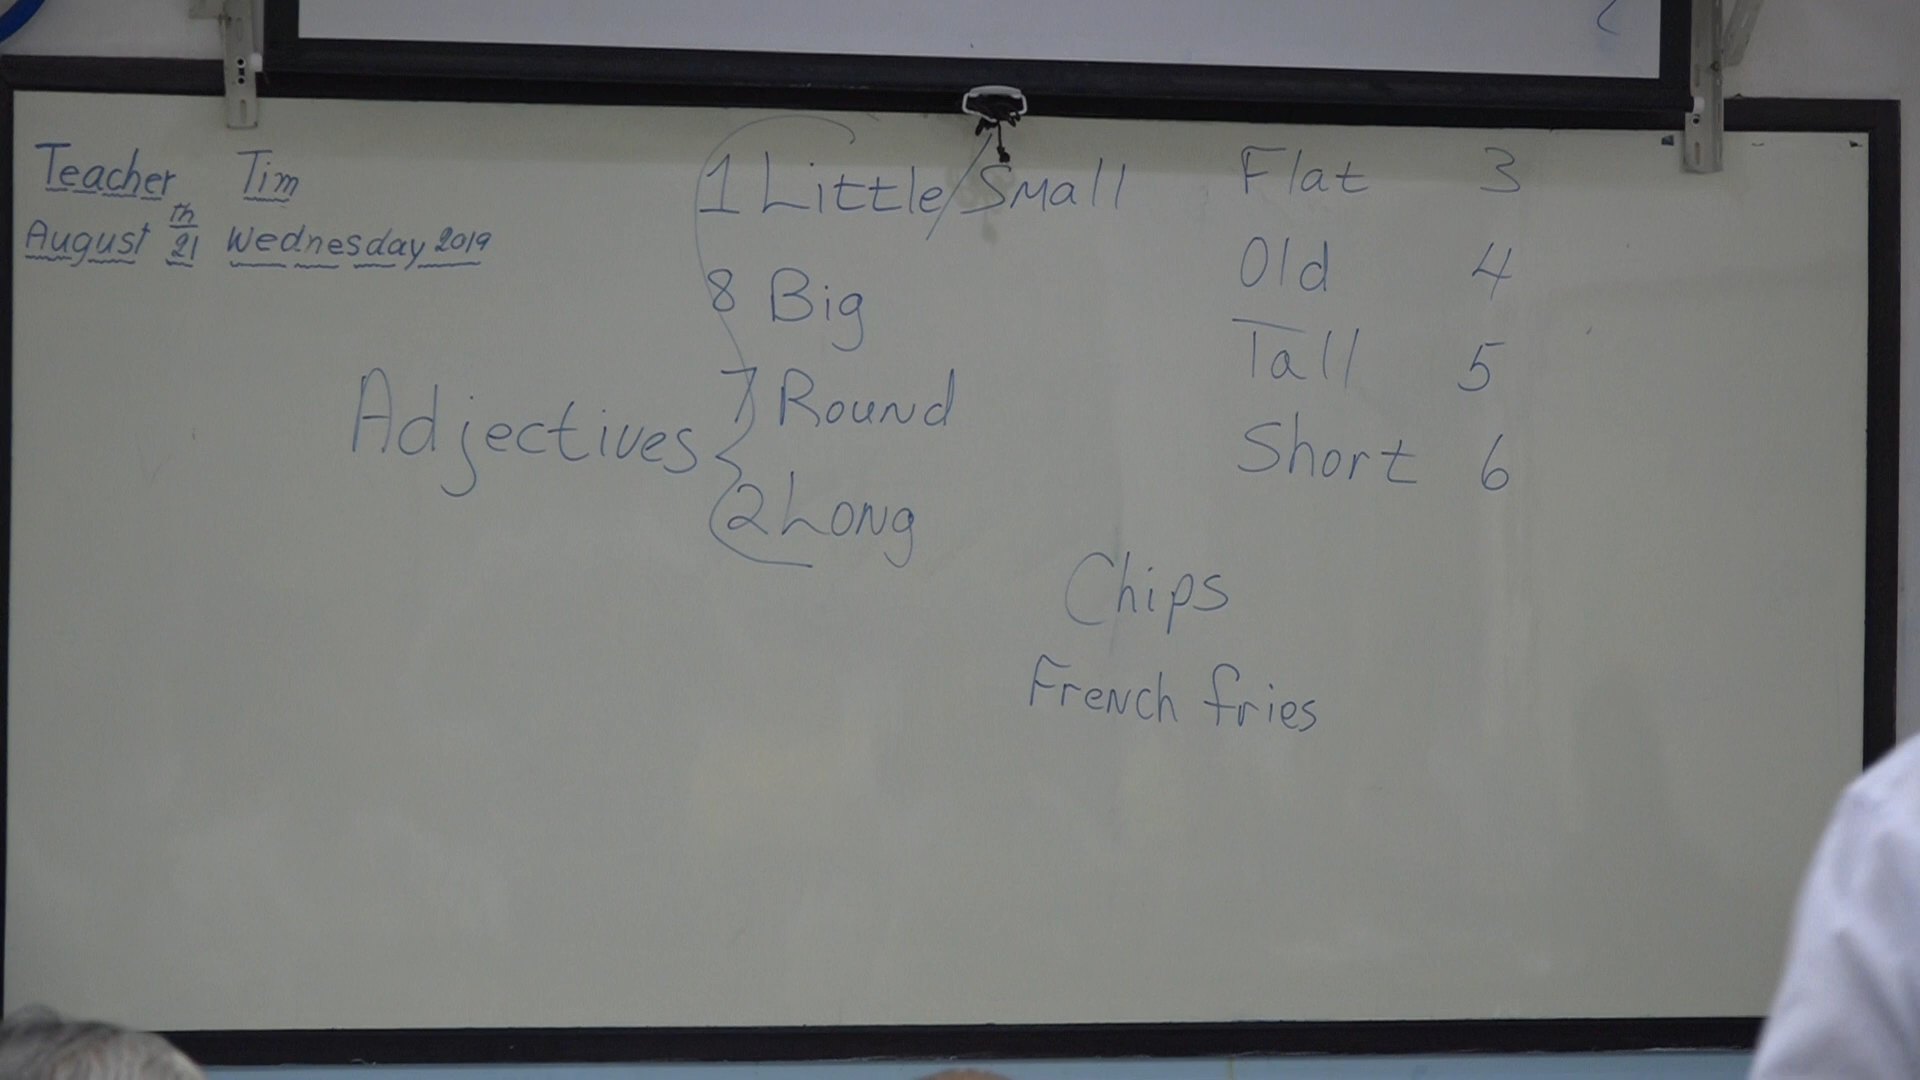 Teacher Tim
August 21th Wednesday 2019
1 Little/Small
8 Big
Adjectives
7 Round
2 Long
Flat 3
Old 4
Tall 5
Short 6
Chips
French fries